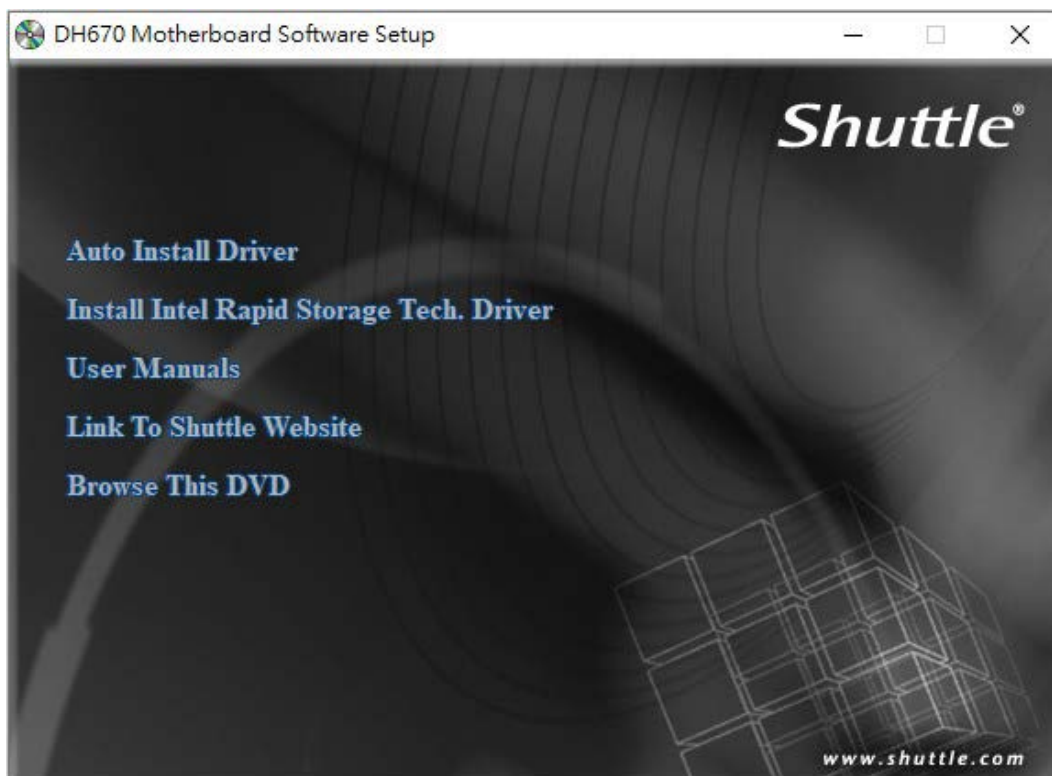 DH670 Motherboard Software Setup
Shuttle®
Auto Install Driver
Install Intel Rapid Storage Tech. Driver
User Manuals
Link To Shuttle Website
Browse This DVD
www.shuttle.com